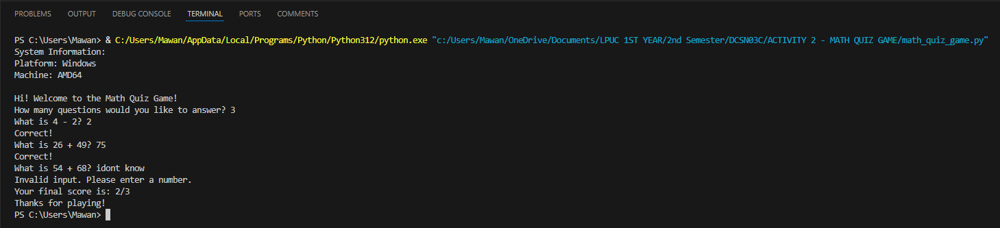 PROBLEMS OUTPUT DEBUG CONSOLE TERMINAL PORTS COMMENTS
PS C:\Users\Mawan> & C:/Users/Mawan/AppData/Local/Programs/Python/Python312/python.exe "c:/Users/Mawan/OneDrive/Documents/LPUC 1ST YEAR/2nd Semester/DCSN03C/ACTIVITY 2 - MATH QUIZ GAME/math_quiz_game.py"
System Information:
Platform: Windows
Machine: AMD64
Hi! Welcome to the Math Quiz Game!
How many questions would you like to answer? 3
What is 4 - 2? 2
Correct!
What is 26 + 49? 75
Correct!
What is 54 + 68? idont know
Invalid input. Please enter a number.
Your final score is: 2/3
Thanks for playing!
PS C:\Users\Mawan>